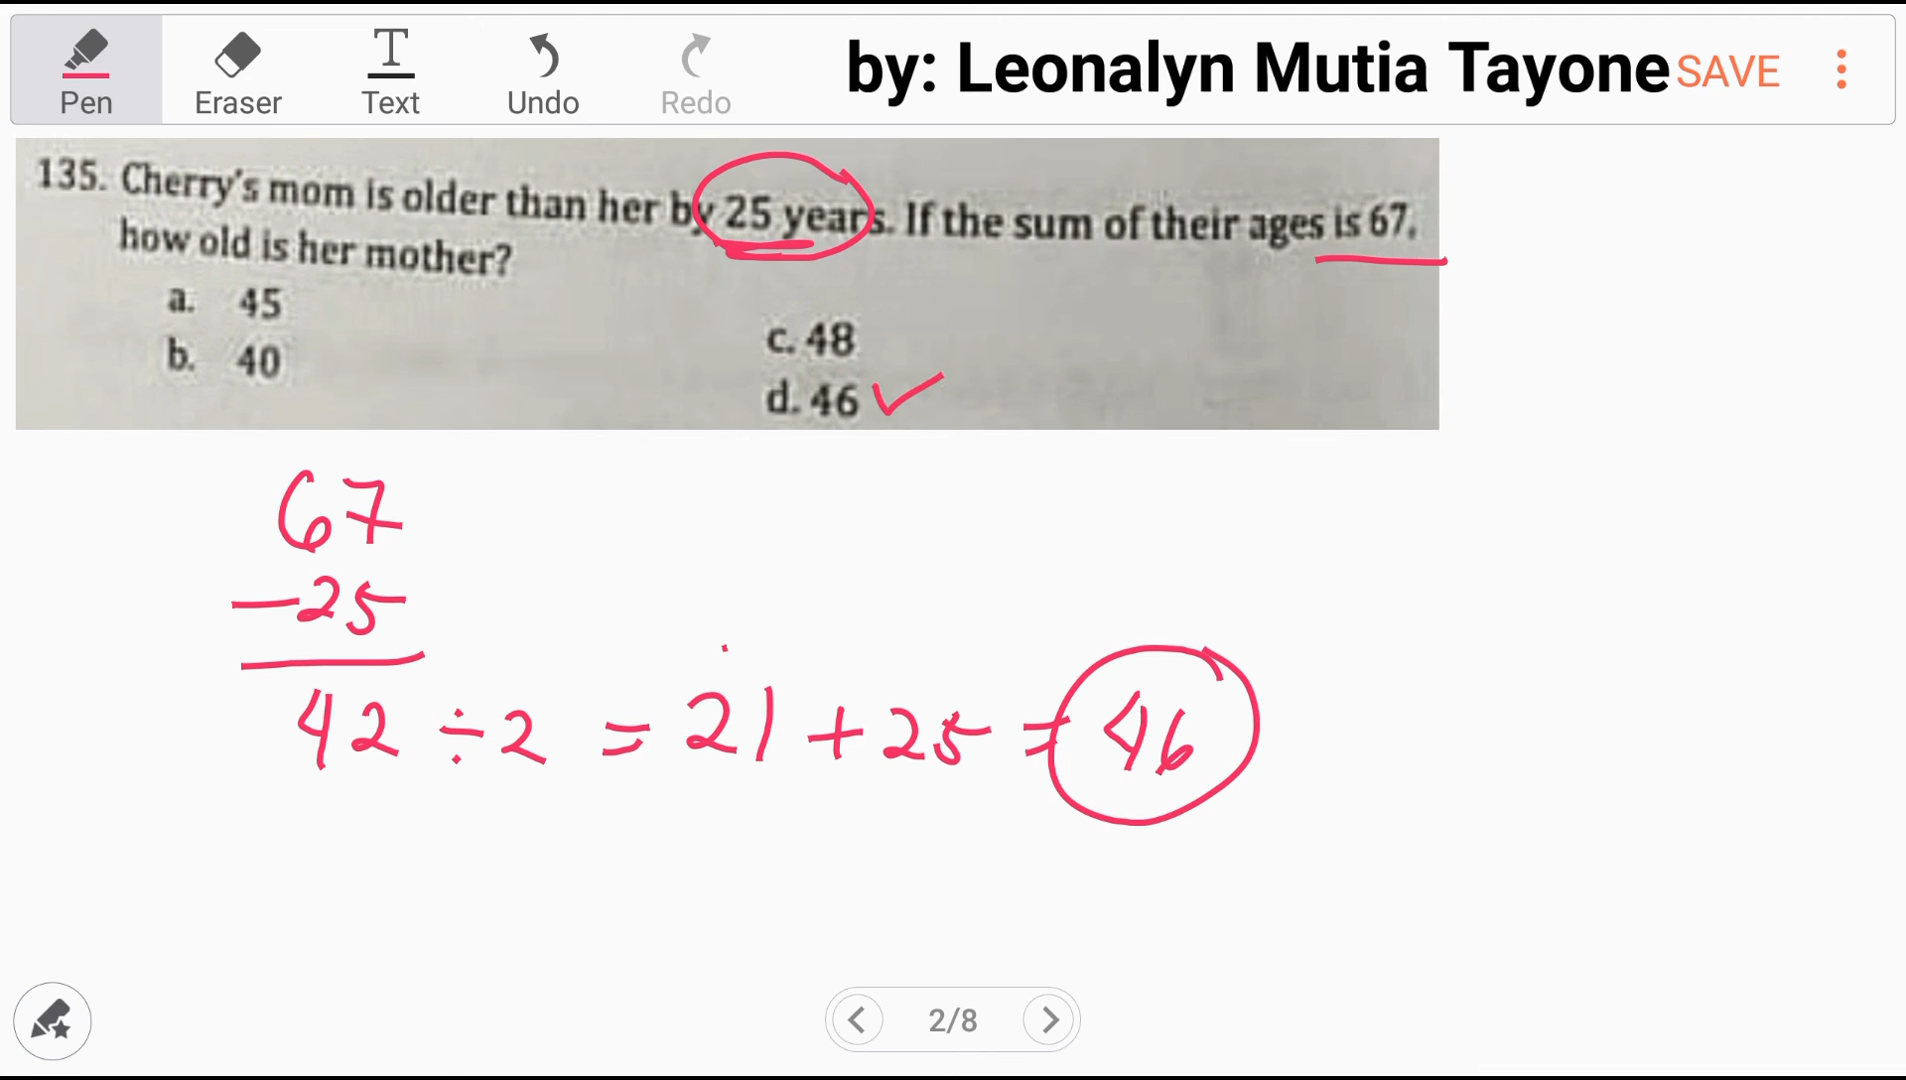 Pen Eraser Text Undo Redo by: Leonalyn Mutia Tayone SAVE
135. Cherry's mom is older than her by 25 years. If the sum of their ages is 67,
how old is her mother?
a. 45
b. 40
c. 48
d. 46
67
-25
42 ÷ 2 = 21 + 25 = 46
2/8